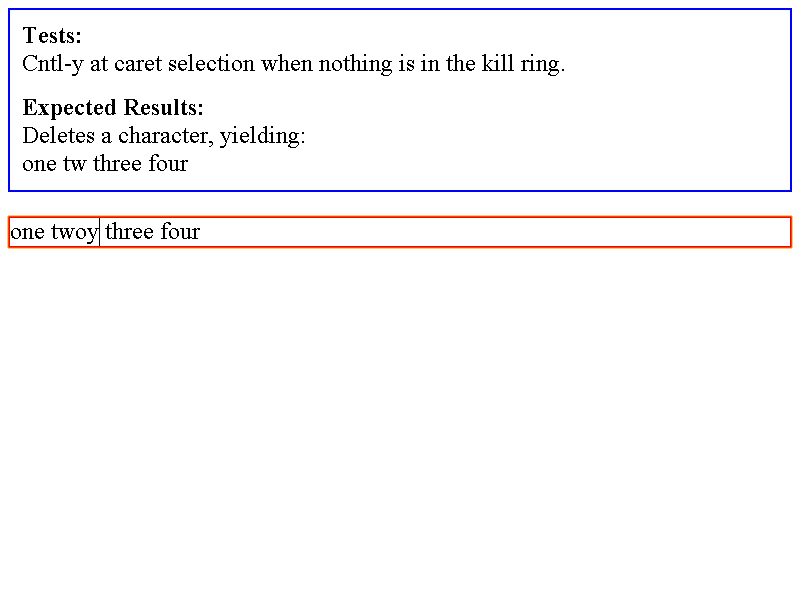 Tests:
Cntl-y at caret selection when nothing is in the kill ring.
Expected Results:
Deletes a character, yielding:
one tw three four
one twoy three four